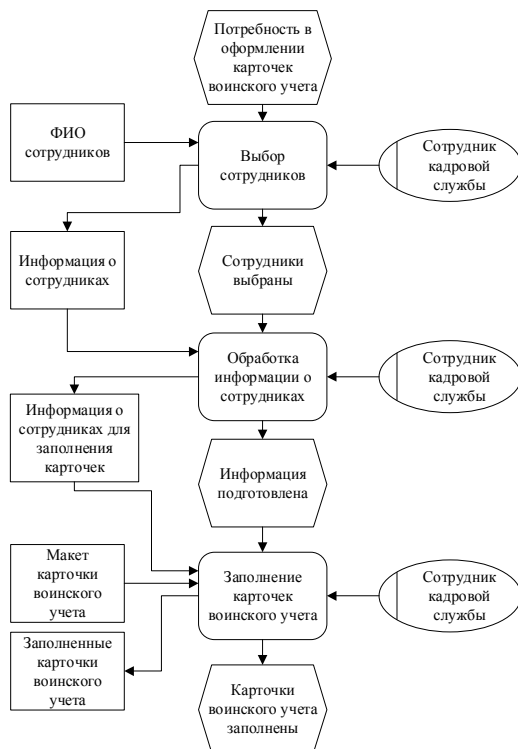 Потребность в
оформлении
карточек
воинского учета
ФИО
сотрудников
Выбор
сотрудников
Сотрудник
кадровой
службы
Информация о
сотрудниках
Сотрудники
выбраны
Обработка
информации о
сотрудниках
Сотрудник
кадровой
службы
Информация о
сотрудниках для
заполнения
карточек
Информация
подготовлена
Макет
карточки
воинского
учета
Заполнение
карточек
воинского учета
Сотрудник
кадровой
службы
Заполненные
карточки
воинского
учета
Карточки
воинского учета
заполнены